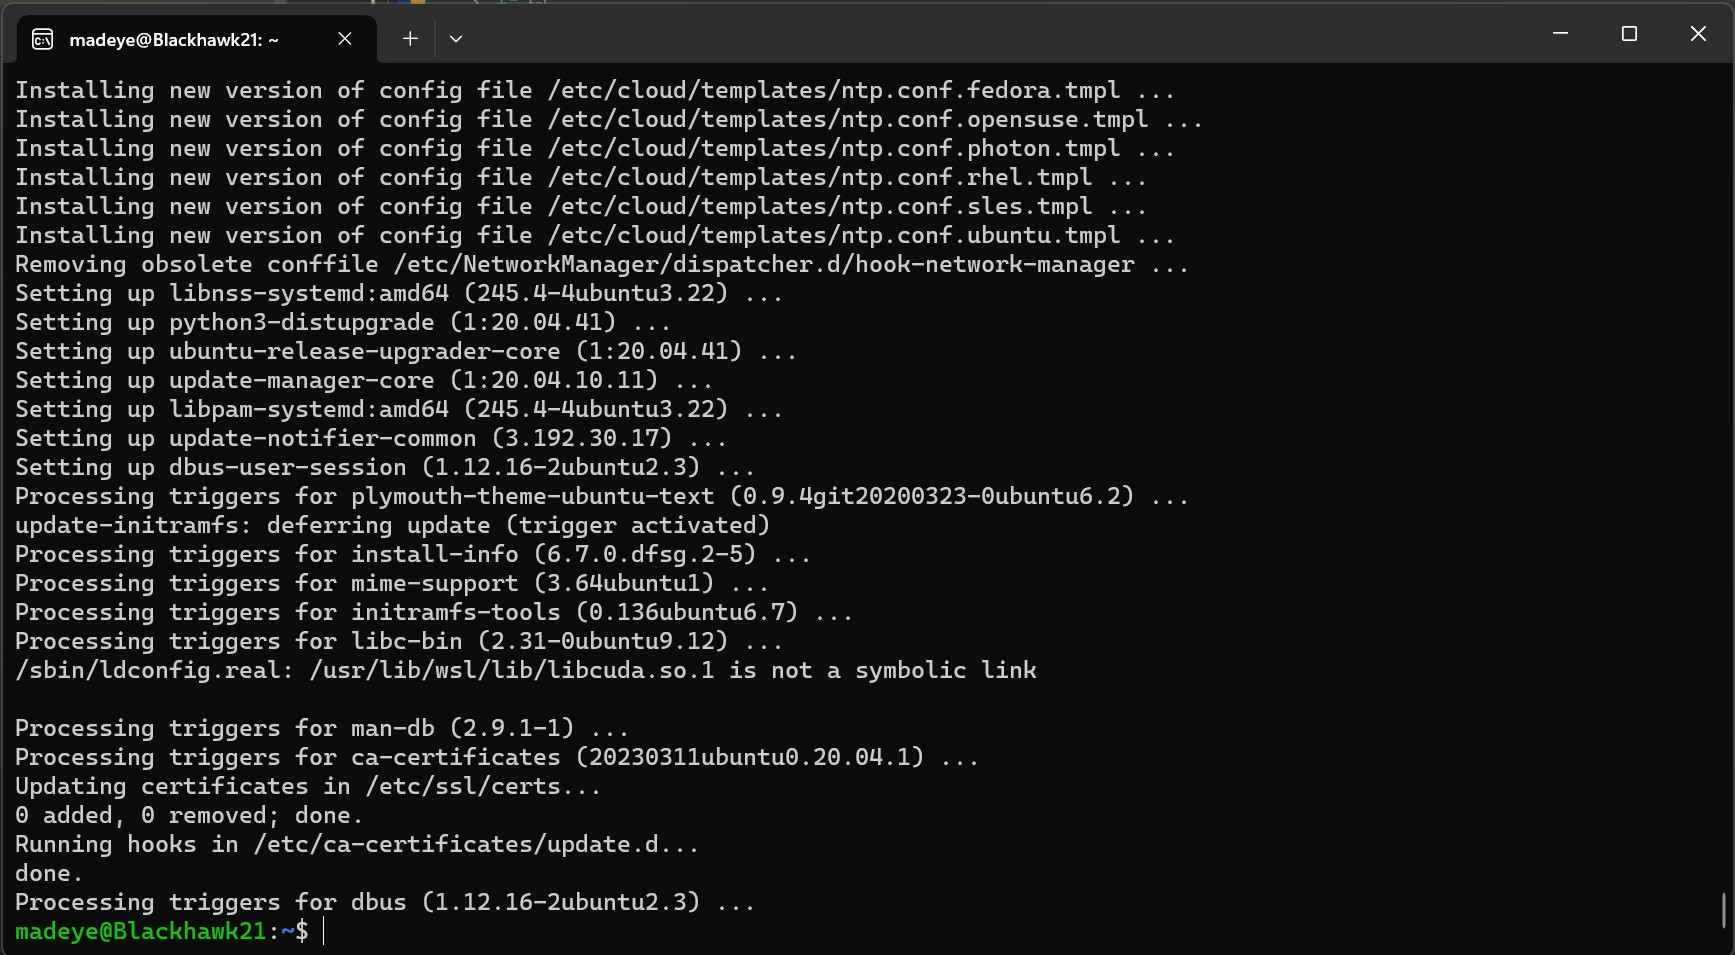 madeye@Blackhawk21: ~
Installing new version of config file /etc/cloud/templates/ntp.conf.fedora.tmpl ...
Installing new version of config file /etc/cloud/templates/ntp.conf.opensuse.tmpl ...
Installing new version of config file /etc/cloud/templates/ntp.conf.photon.tmpl ...
Installing new version of config file /etc/cloud/templates/ntp.conf.rhel.tmpl ...
Installing new version of config file /etc/cloud/templates/ntp.conf.sles.tmpl ...
Installing new version of config file /etc/cloud/templates/ntp.conf.ubuntu.tmpl ...
Removing obsolete conffile /etc/NetworkManager/dispatcher.d/hook-network-manager ...
Setting up libnss-systemd:amd64 (245.4-4ubuntu3.22) ...
Setting up python3-distupgrade (1:20.04.41) ...
Setting up ubuntu-release-upgrader-core (1:20.04.41) ...
Setting up update-manager-core (1:20.04.10.11) ...
Setting up libpam-systemd:amd64 (245.4-4ubuntu3.22) ...
Setting up update-notifier-common (3.192.30.17) ...
Setting up dbus-user-session (1.12.16-2ubuntu2.3) ...
Processing triggers for plymouth-theme-ubuntu-text (0.9.4git20200323-0ubuntu6.2) ...
update-initramfs: deferring update (trigger activated)
Processing triggers for install-info (6.7.0.dfsg.2-5) ...
Processing triggers for mime-support (3.64ubuntu1) ...
Processing triggers for initramfs-tools (0.136ubuntu6.7) ...
Processing triggers for libc-bin (2.31-0ubuntu9.12) ...
/sbin/ldconfig.real: /usr/lib/wsl/lib/libcuda.so.1 is not a symbolic link
Processing triggers for man-db (2.9.1-1) ...
Processing triggers for ca-certificates (20230311ubuntu0.20.04.1) ...
Updating certificates in /etc/ssl/certs...
0 added, 0 removed; done.
Running hooks in /etc/ca-certificates/update.d...
done.
Processing triggers for dbus (1.12.16-2ubuntu2.3) ...
madeye@Blackhawk21:~$